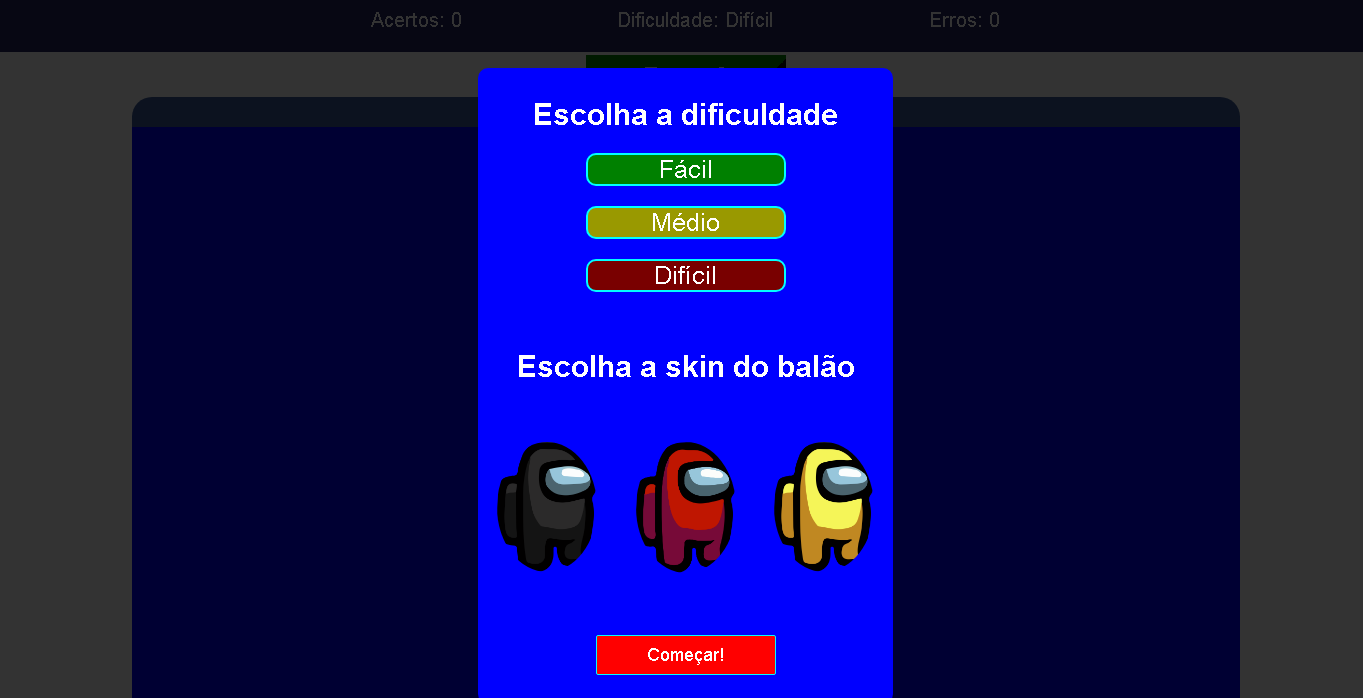 Acertos: 0
Dificuldade: Difícil
Erros: 0
Escolha a dificuldade
Fácil
Médio
Difícil
Escolha a skin do balão
Começar!